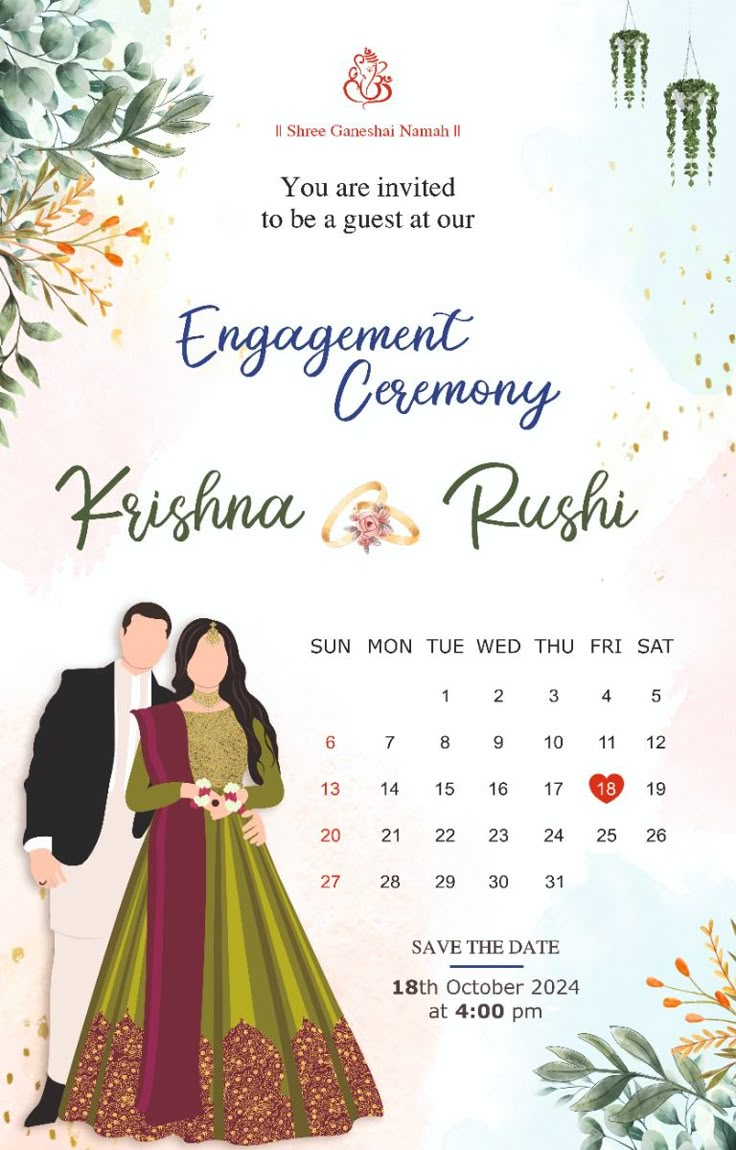 ॥ Shree Ganeshai Namah ॥
You are invited
to be a guest at our
Engagement
Ceremony
Krishna Rushi
SUN MON TUE WED THU FRI SAT
1 2 3 4 5
6 7 8 9 10 11 12
13 14 15 16 17 18 19
20 21 22 23 24 25 26
27 28 29 30 31
SAVE THE DATE
18th October 2024
at 4:00 pm